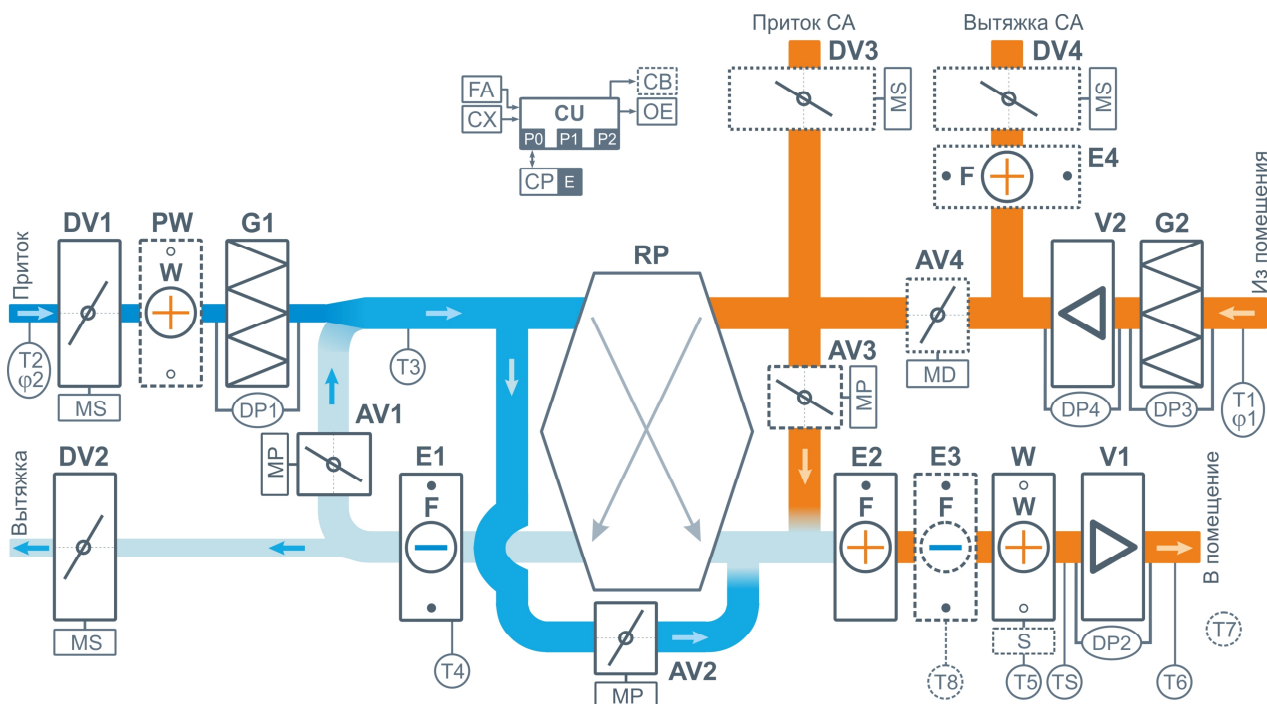 Приток СА
Вытяжка СА
DV3
DV4
MS
MS
FA
CX
CU
CB
OE
P0
P1
P2
CP
E
F
E4
DV1
PW
G1
RP
AV4
V2
G2
Приток
Из помещения
W
T2
φ2
MS
DP1
T3
AV3
MP
MD
DP4
DP3
T1
φ1
AV1
MP
DV2
E1
E2
E3
W
V1
Вытяжка
F
F
F
W
В помещение
MS
T4
AV2
MP
S
DP2
T7
T8
T5
TS
T6